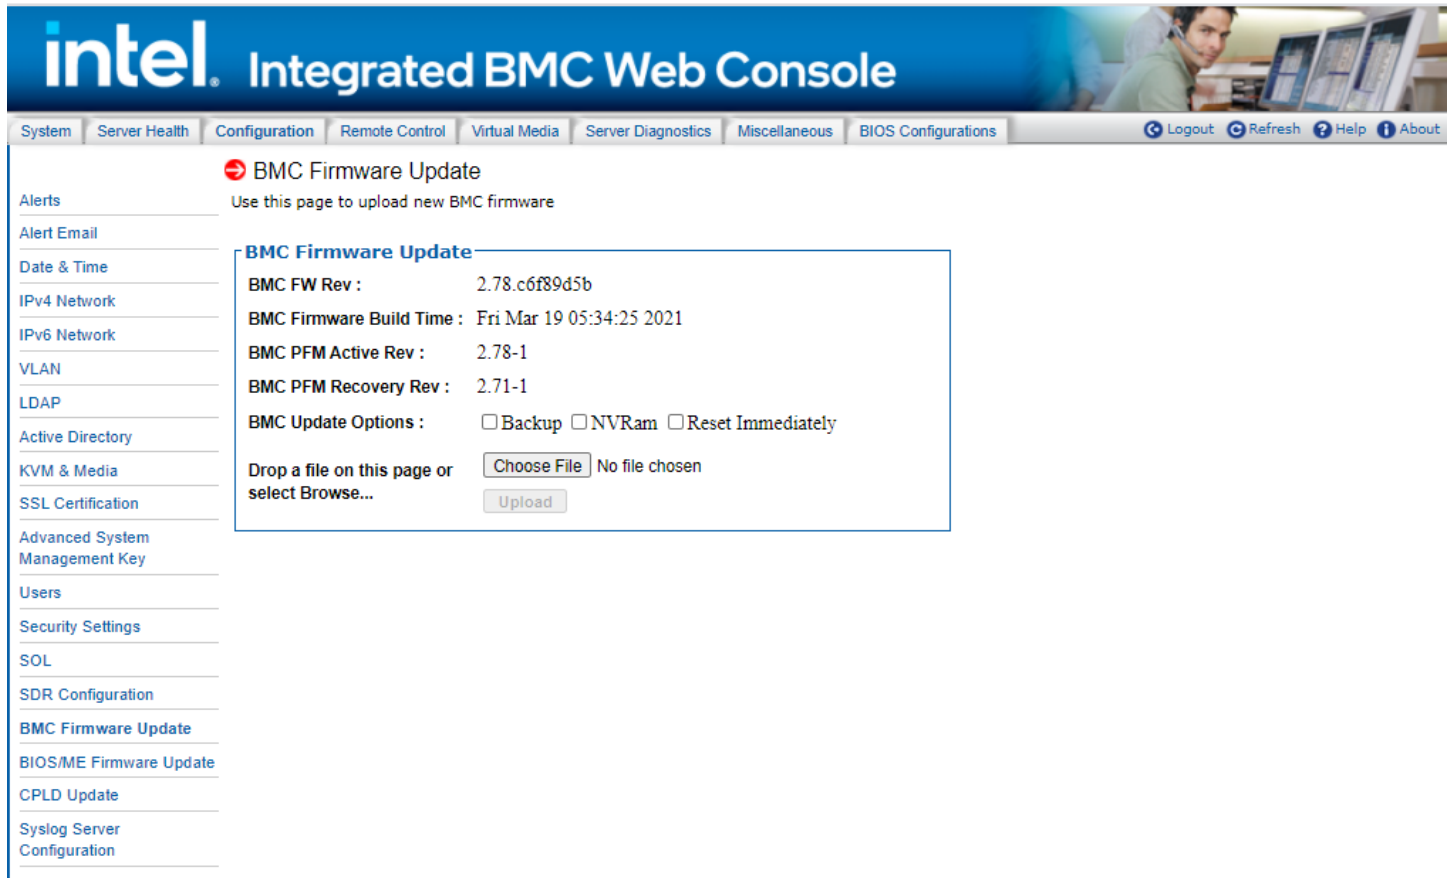 intel. Integrated BMC Web Console
System Server Health Configuration Remote Control Virtual Media Server Diagnostics Miscellaneous BIOS Configurations Logout Refresh Help About
BMC Firmware Update
Use this page to upload new BMC firmware
Alerts
Alert Email
Date & Time
IPv4 Network
IPv6 Network
VLAN
LDAP
Active Directory
KVM & Media
SSL Certification
Advanced System
Management Key
Users
Security Settings
SOL
SDR Configuration
BMC Firmware Update
BIOS/ME Firmware Update
CPLD Update
Syslog Server
Configuration
BMC Firmware Update
BMC FW Rev : 2.78.c6f89d5b
BMC Firmware Build Time : Fri Mar 19 05:34:25 2021
BMC PFM Active Rev : 2.78-1
BMC PFM Recovery Rev : 2.71-1
BMC Update Options : Backup NVRam Reset Immediately
Drop a file on this page or
select Browse...
Choose File No file chosen
Upload